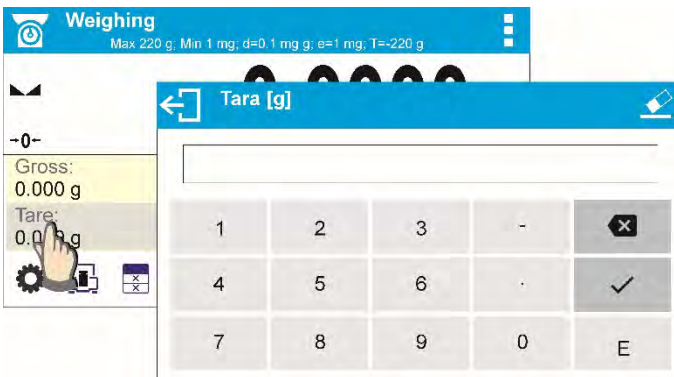 Weighing
Max 220 g; Min 1 mg; d=0.1 mg g; e=1 mg; T=-220 g
Tara [g]
→0←
Gross:
0.000 g
Tare:
g
1 2 3 -
4 5 6 .
7 8 9 0 E